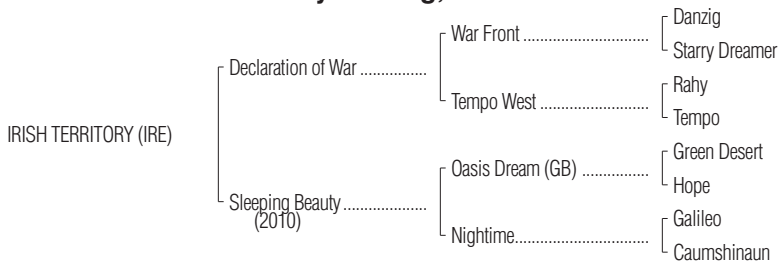 Danzig
War Front ..................................
Starry Dreamer
Declaration of War ................
Rahy
Tempo West .............................
Tempo
IRISH TERRITORY (IRE)
Green Desert
Oasis Dream (GB) .................
Hope
Sleeping Beauty ....................
(2010)
Galileo
Nightime...................................
Caumshinaun